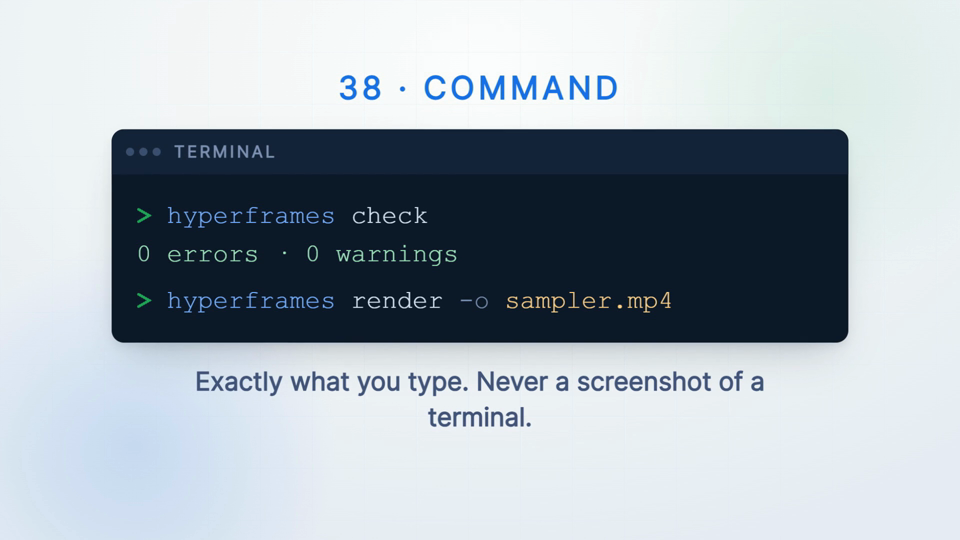 38 · COMMAND
TERMINAL
> hyperframes check
0 errors · 0 warnings
> hyperframes render -o sampler.mp4
Exactly what you type. Never a screenshot of a
terminal.